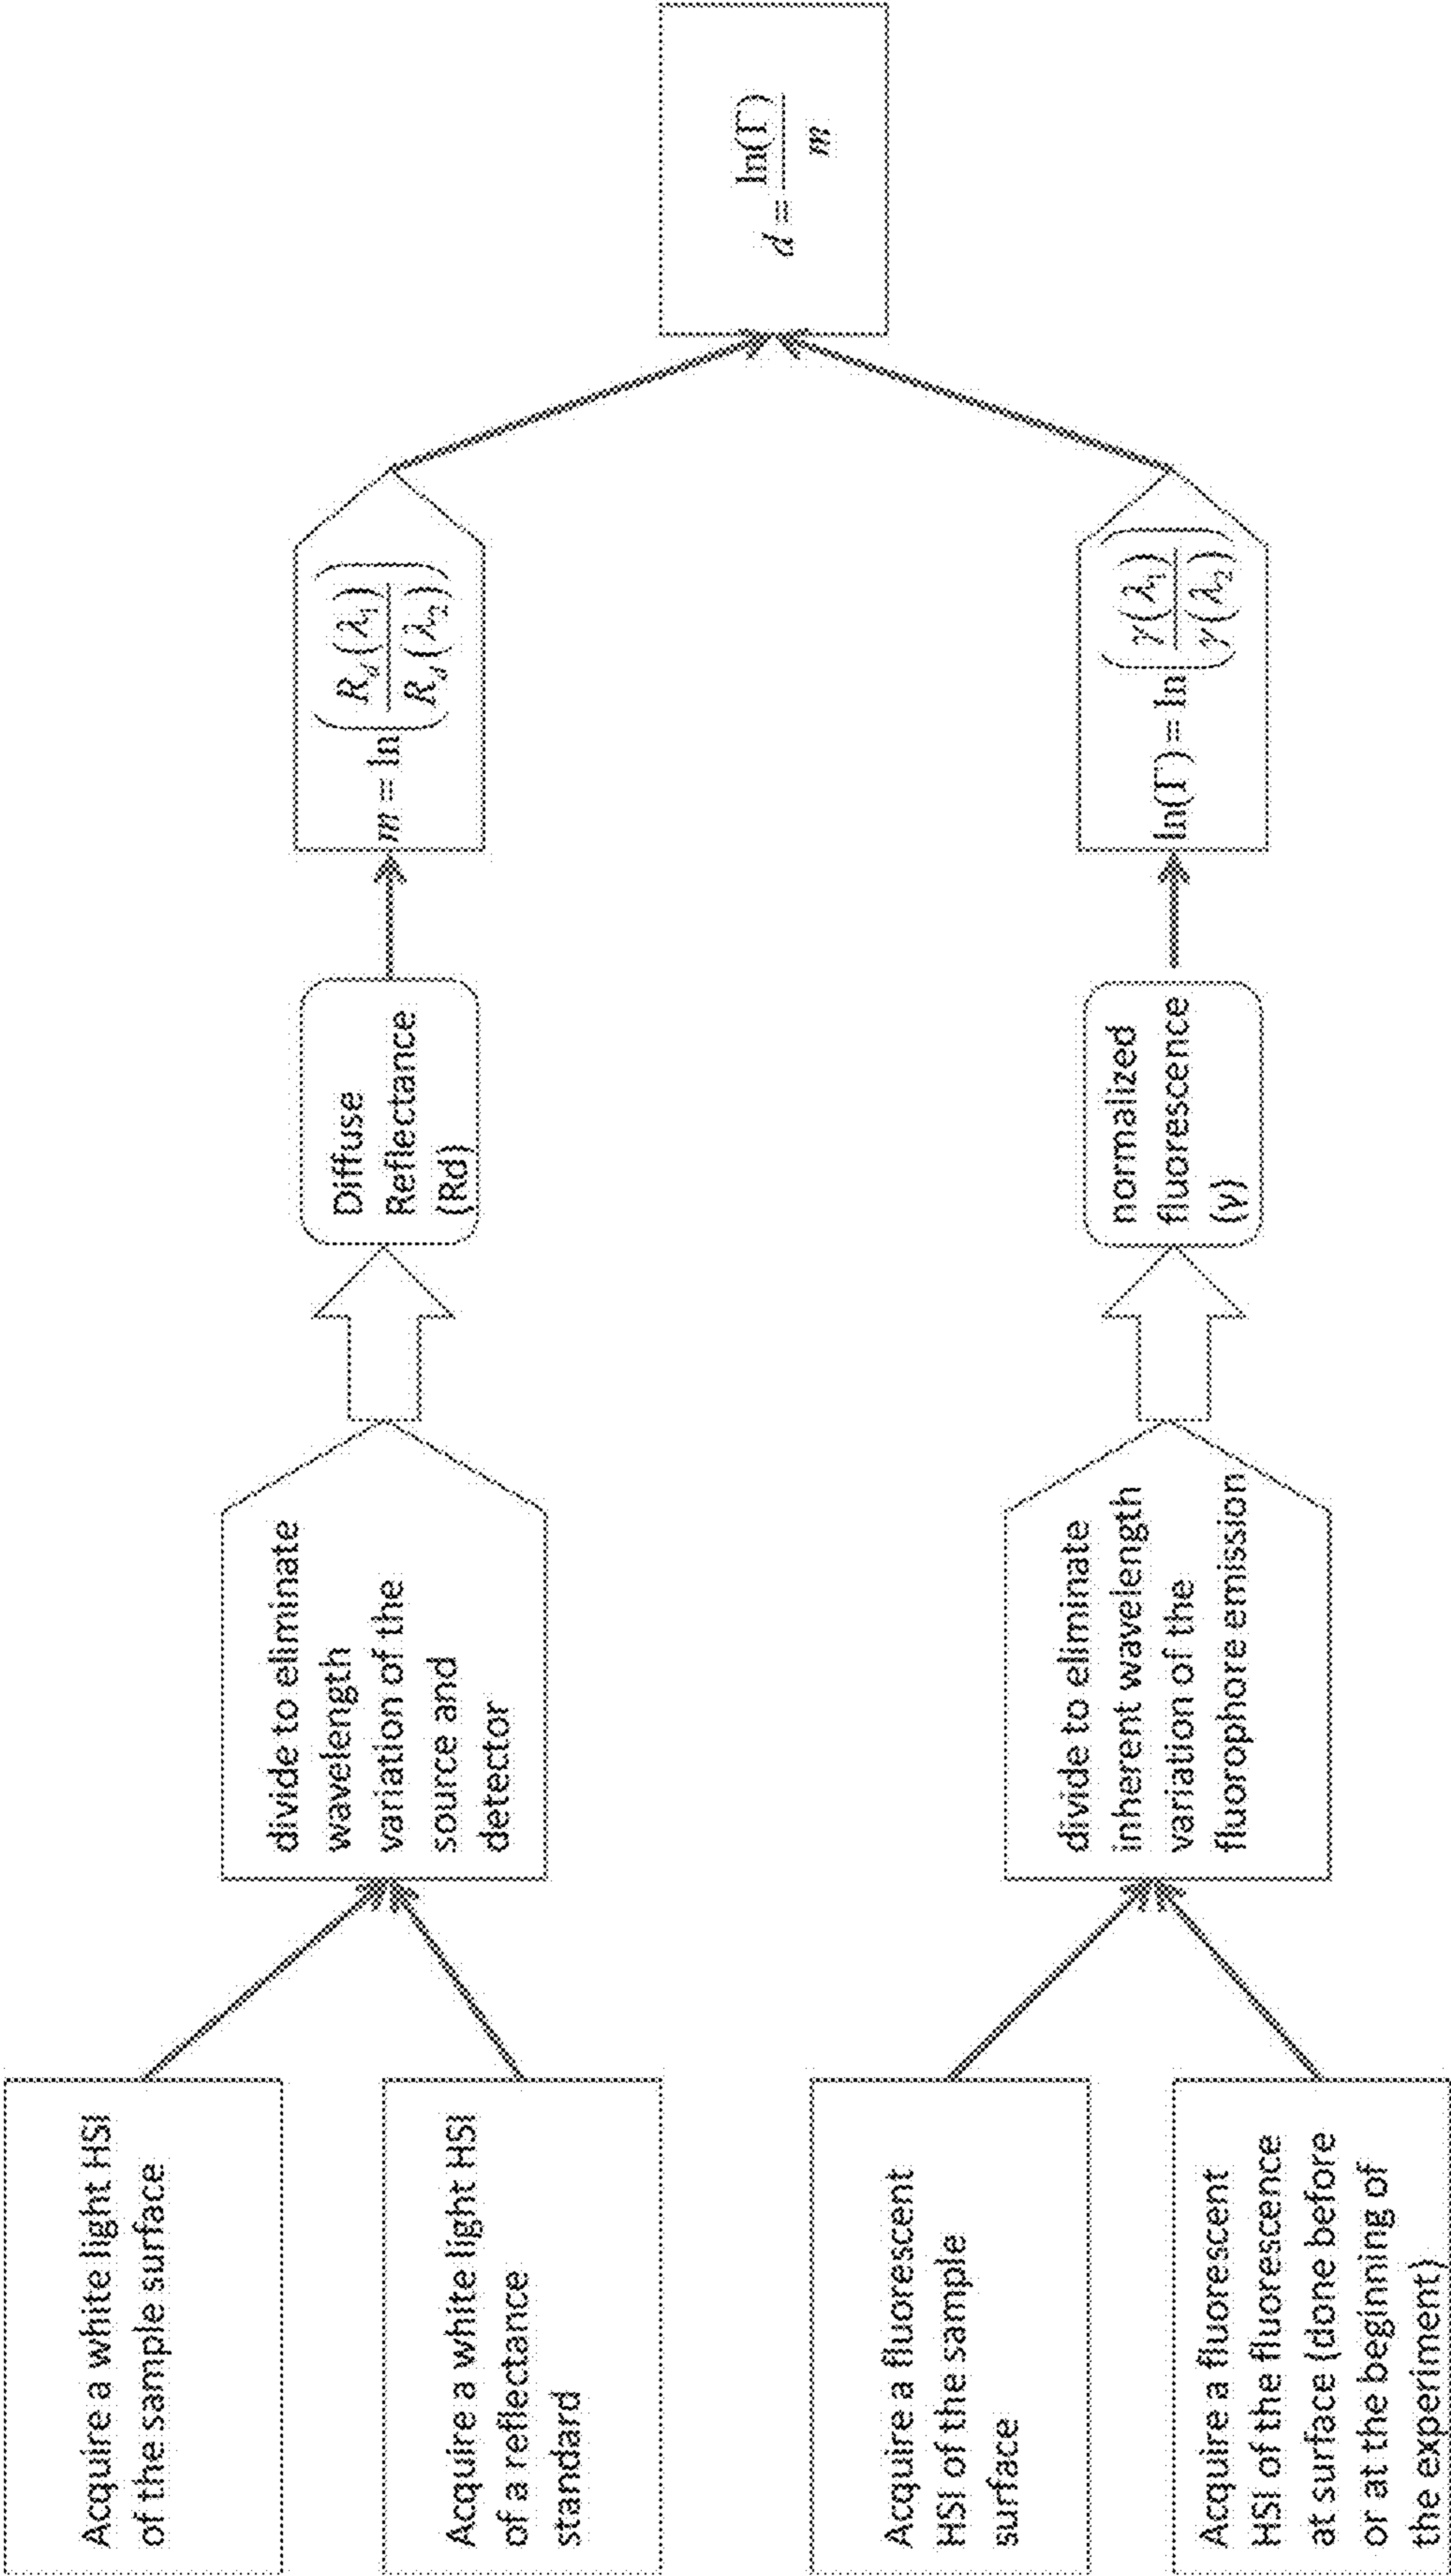 Acquire a white light HSI
of the sample surface
Acquire a white light HSI
of a reflectance
standard
divide to eliminate
wavelength
variation of the
source and
detector
Diffuse
Reflectance
(Rd)
m = ln(R_d(λ₁)/R_d(λ₂))
Acquire a fluorescent
HSI of the sample
surface
Acquire a fluorescent
HSI of the fluorescence
at surface (done before
or at the beginning of
the experiment)
divide to eliminate
inherent wavelength
variation of the
fluorophore emission
normalized
fluorescence
(γ)
ln(Γ) = ln(γ(λ₁)/γ(λ₂))
d = ln(Γ)/m